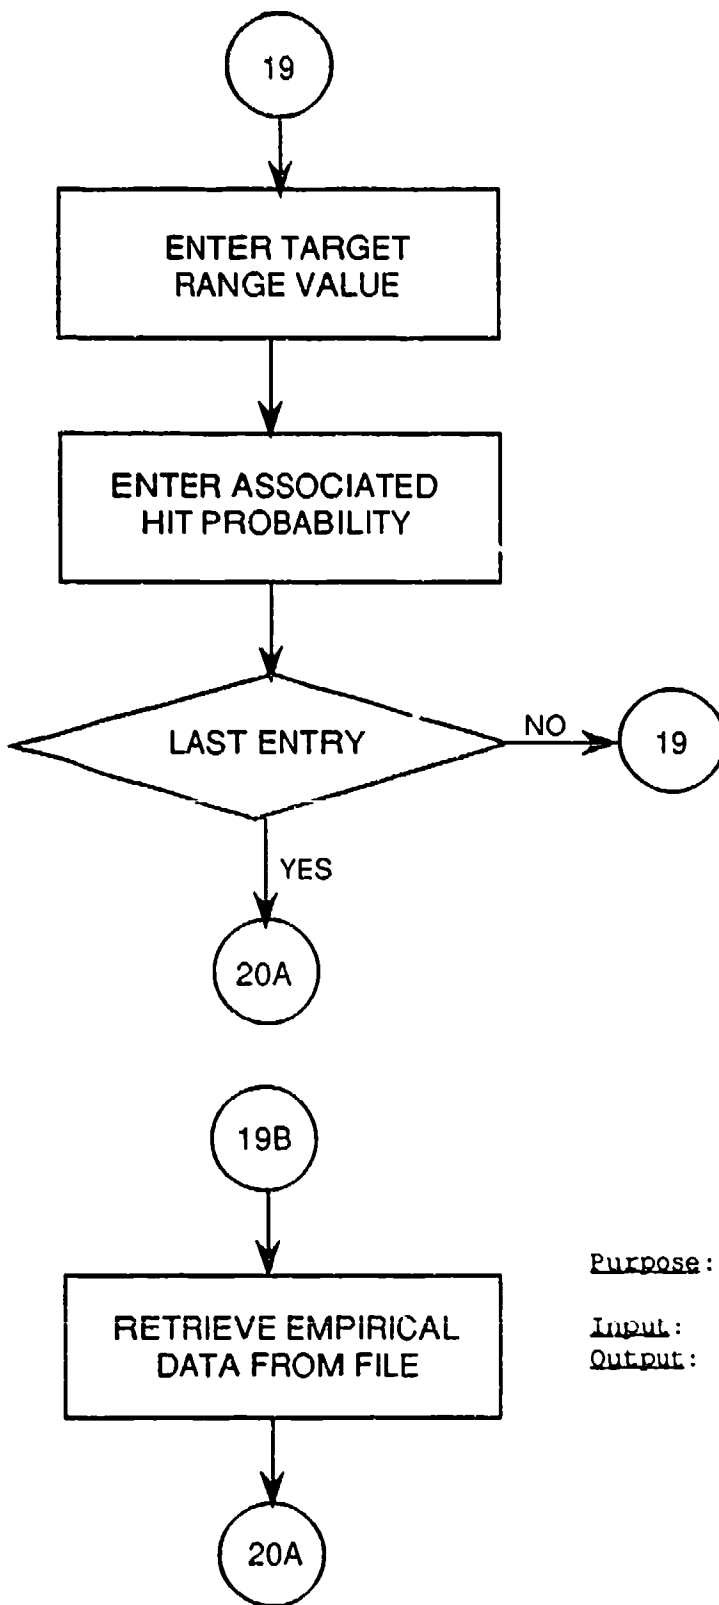 19
ENTER TARGET
RANGE VALUE
ENTER ASSOCIATED
HIT PROBABILITY
LAST ENTRY
NO
19
YES
20A
19B
RETRIEVE EMPIRICAL
DATA FROM FILE
Purpose:
Input:
Output:
20A